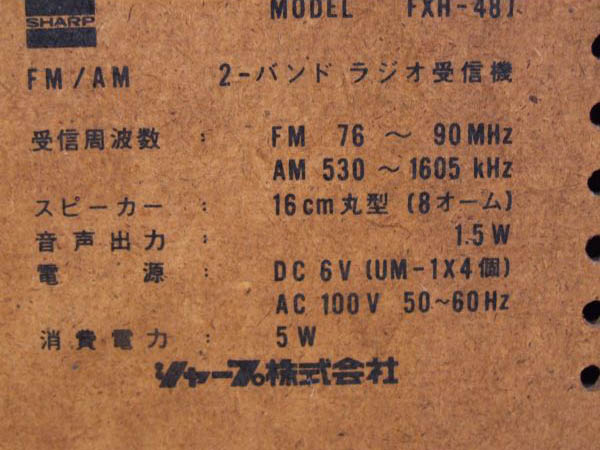 SHARP
MODEL FXH-48
FM/AM 2-バンド ラジオ受信機
受信周波数 : FM 76 ~ 90MHz
AM 530 ~ 1605 kHz
スピーカー : 16cm丸型 (8オーム)
音声出力 : 1.5W
電源 : DC 6V (UM-1X4個)
AC 100V 50~60Hz
消費電力 : 5W
シャープ株式会社